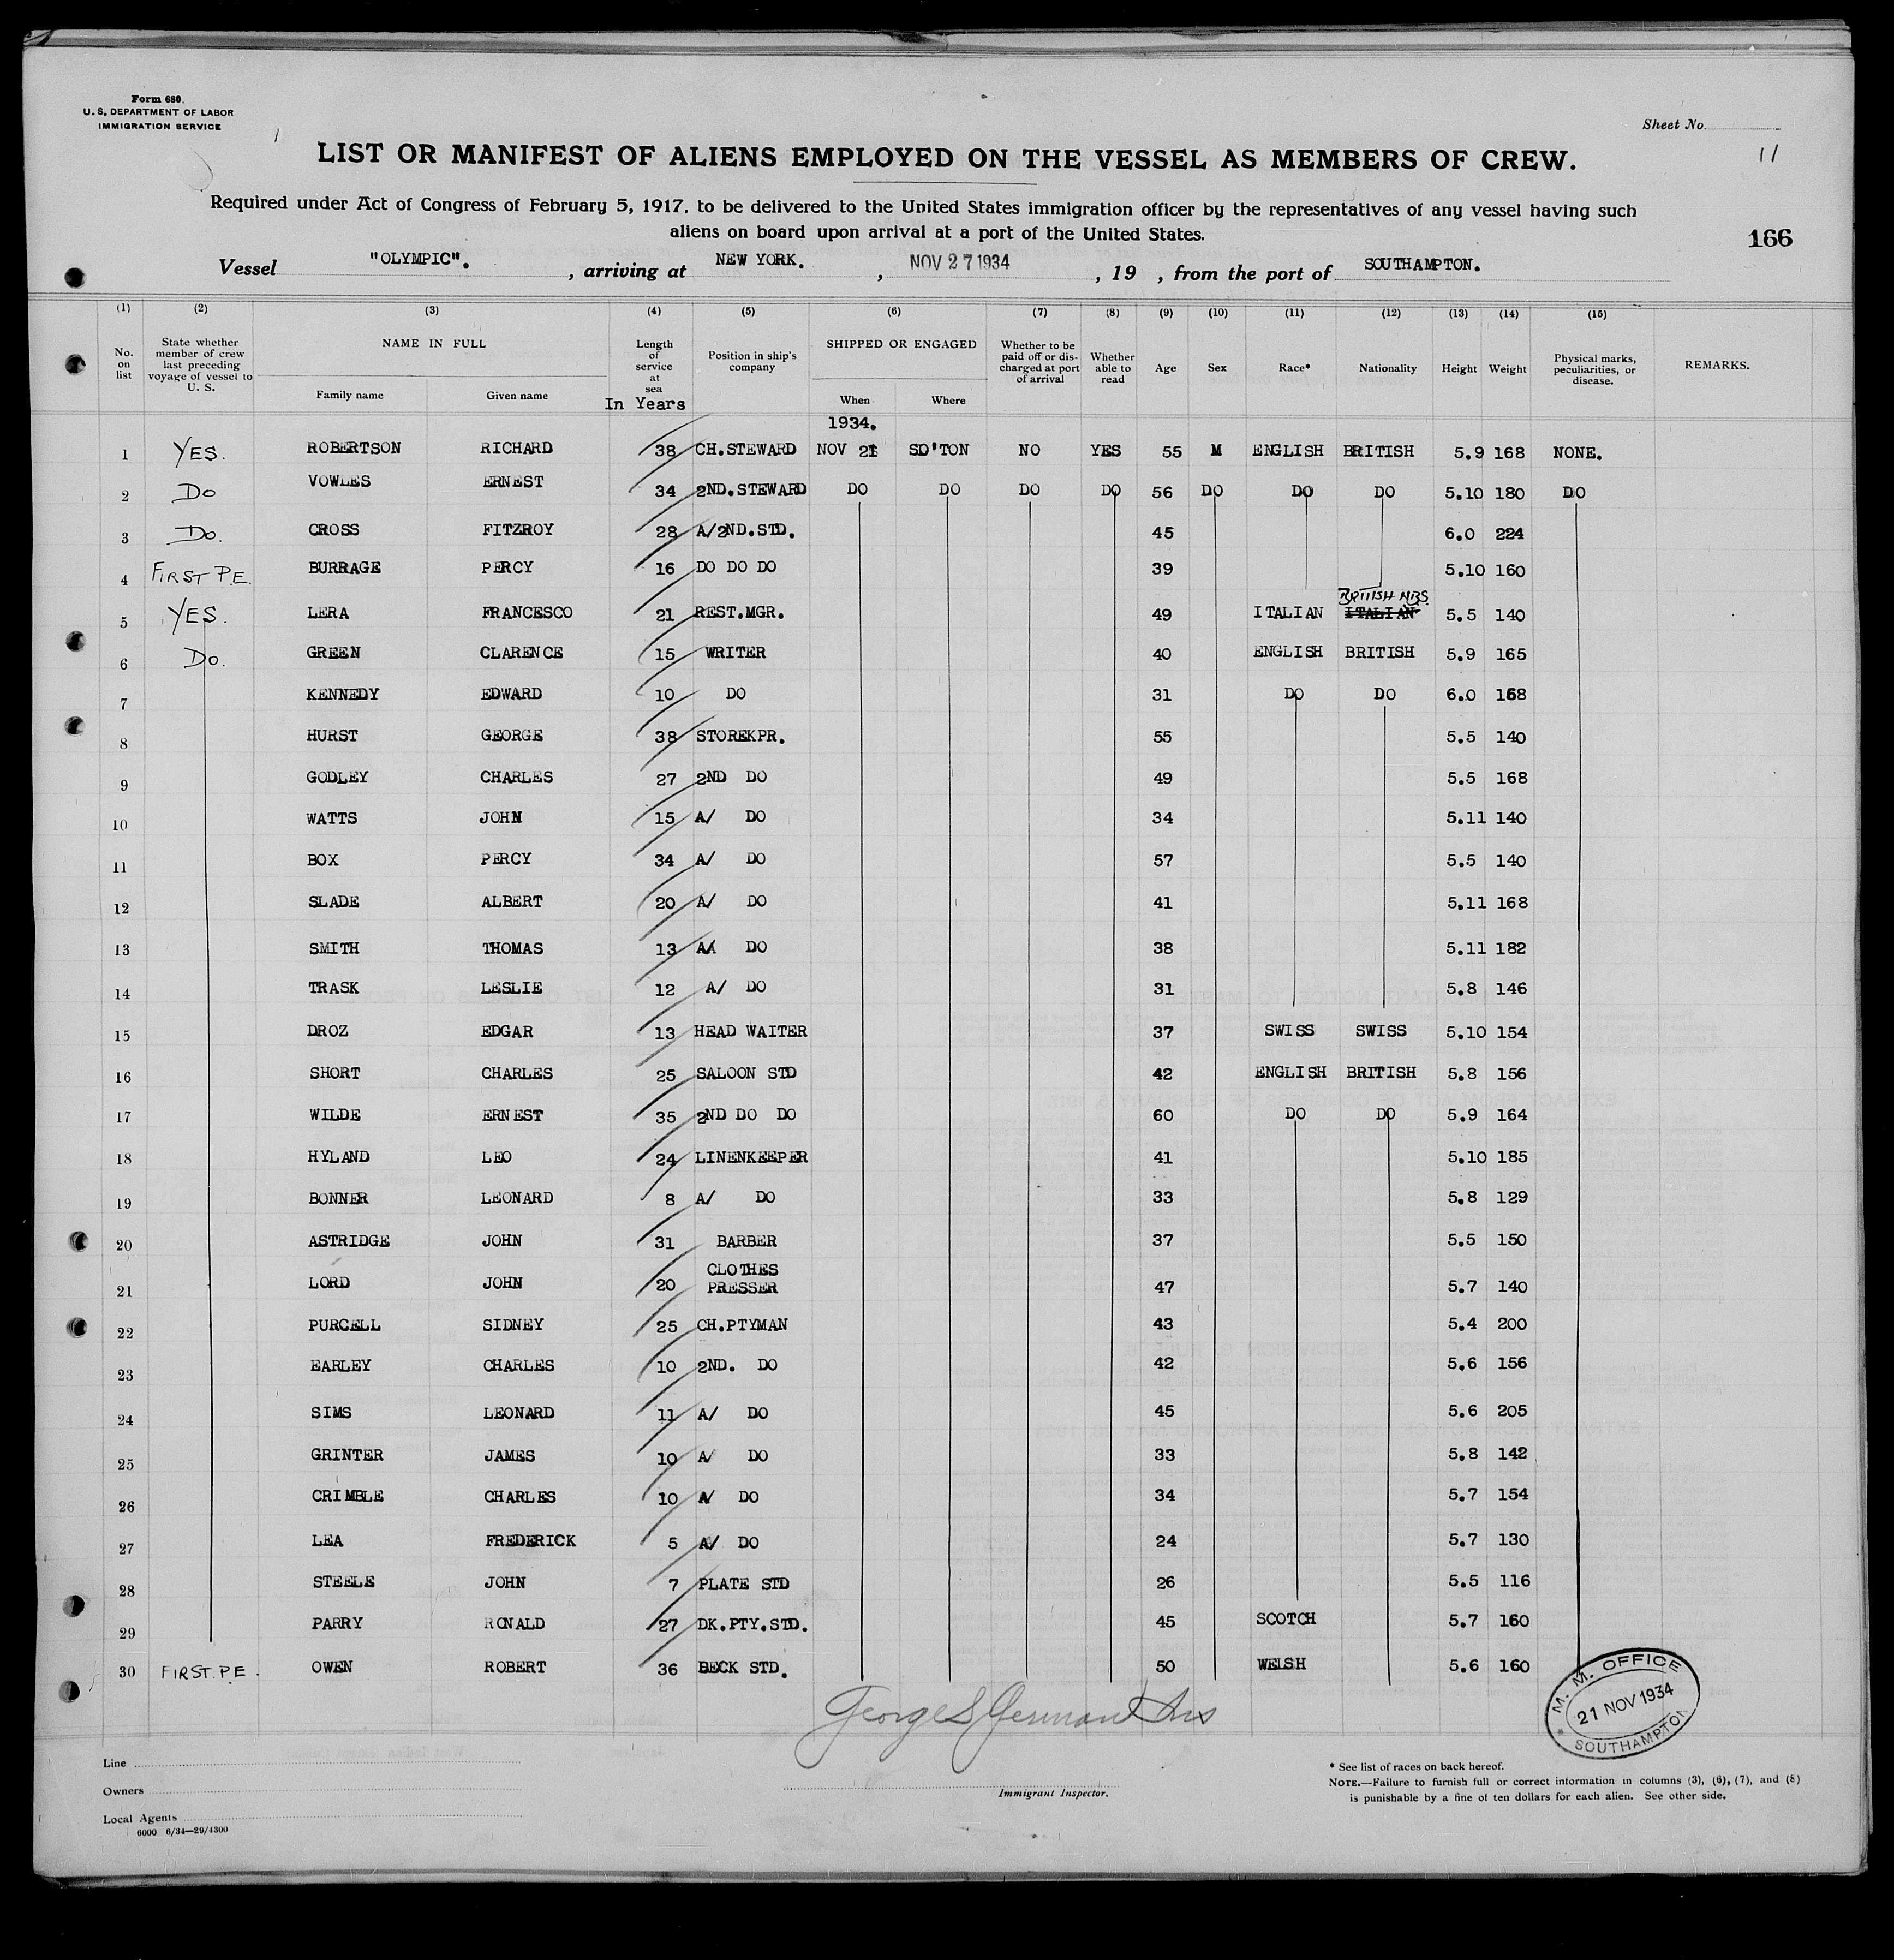 Form 680.
U. S. DEPARTMENT OF LABOR
IMMIGRATION SERVICE
Sheet No.
11
LIST OR MANIFEST OF ALIENS EMPLOYED ON THE VESSEL AS MEMBERS OF CREW.
Required under Act of Congress of February 5, 1917, to be delivered to the United States immigration officer by the representatives of any vessel having such
aliens on board upon arrival at a port of the United States.
166
Vessel "OLYMPIC". , arriving at NEW YORK. , NOV 27 1934 , 19 , from the port of SOUTHAMPTON.
(1) (2) (3) (4) (5) (6) (7) (8) (9) (10) (11) (12) (13) (14) (15)
No. on list State whether member of crew last preceding voyage of vessel to U. S. NAME IN FULL Family name Given name Length of service at sea In Years Position in ship's company SHIPPED OR ENGAGED When Where Whether to be paid off or discharged at port of arrival Whether able to read Age Sex Race* Nationality Height Weight Physical marks, peculiarities, or disease. REMARKS.
1934.
1 YES. ROBERTSON RICHARD 38 CH.STEWARD NOV 21 SO'TON NO YES 55 M ENGLISH BRITISH 5.9 168 NONE.
2 Do VOWLES ERNEST 34 2ND.STEWARD DO DO DO DO 56 DO DO DO 5.10 180 DO
3 Do. CROSS FITZROY 28 A/2ND.STD. 45 6.0 224
4 FIRST P.E. BURRAGE PERCY 16 DO DO DO 39 5.10 160
5 YES. LERA FRANCESCO 21 REST.MGR. 49 ITALIAN ITALIAN BRITISH 5.5 140
6 Do. GREEN CLARENCE 15 WRITER 40 ENGLISH BRITISH 5.9 165
7 KENNEDY EDWARD 10 DO 31 DO DO 6.0 168
8 HURST GEORGE 38 STOREKPR. 55 5.5 140
9 GODLEY CHARLES 27 2ND DO 49 5.5 168
10 WATTS JOHN 15 A/ DO 34 5.11 140
11 BOX PERCY 34 A/ DO 57 5.5 140
12 SLADE ALBERT 20 A/ DO 41 5.11 168
13 SMITH THOMAS 13 A/ DO 38 5.11 182
14 TRASK LESLIE 12 A/ DO 31 5.8 146
15 DROZ EDGAR 13 HEAD WAITER 37 SWISS SWISS 5.10 154
16 SHORT CHARLES 25 SALOON STD 42 ENGLISH BRITISH 5.8 156
17 WILDE ERNEST 35 2ND DO DO 60 DO DO 5.9 164
18 HYLAND LEO 24 LINENKEEPER 41 5.10 185
19 BONNER LEONARD 8 A/ DO 33 5.8 129
20 ASTRIDGE JOHN 31 BARBER 37 5.5 150
21 LORD JOHN 20 CLOTHES PRESSER 47 5.7 140
22 PURCELL SIDNEY 25 CH.PTYMAN 43 5.4 200
23 EARLEY CHARLES 10 2ND. DO 42 5.6 156
24 SIMS LEONARD 11 A/ DO 45 5.6 205
25 GRINTER JAMES 10 A/ DO 33 5.8 142
26 CRIMBLE CHARLES 10 A/ DO 34 5.7 154
27 LEA FREDERICK 5 A/ DO 24 5.7 130
28 STEELE JOHN 7 PLATE STD 26 5.5 116
29 PARRY RONALD 27 DK.PTY.STD. 45 SCOTCH 5.7 160
30 FIRST. P.E. OWEN ROBERT 36 DECK STD. 50 WELSH 5.6 160
M. M. OFFICE
21 NOV 1934
SOUTHAMPTON
George S
Line
Owners
Local Agents
6000 6/34—29/4300
Immigrant Inspector.
* See list of races on back hereof.
NOTE.—Failure to furnish full or correct information in columns (3), (6), (7), and (8)
is punishable by a fine of ten dollars for each alien. See other side.